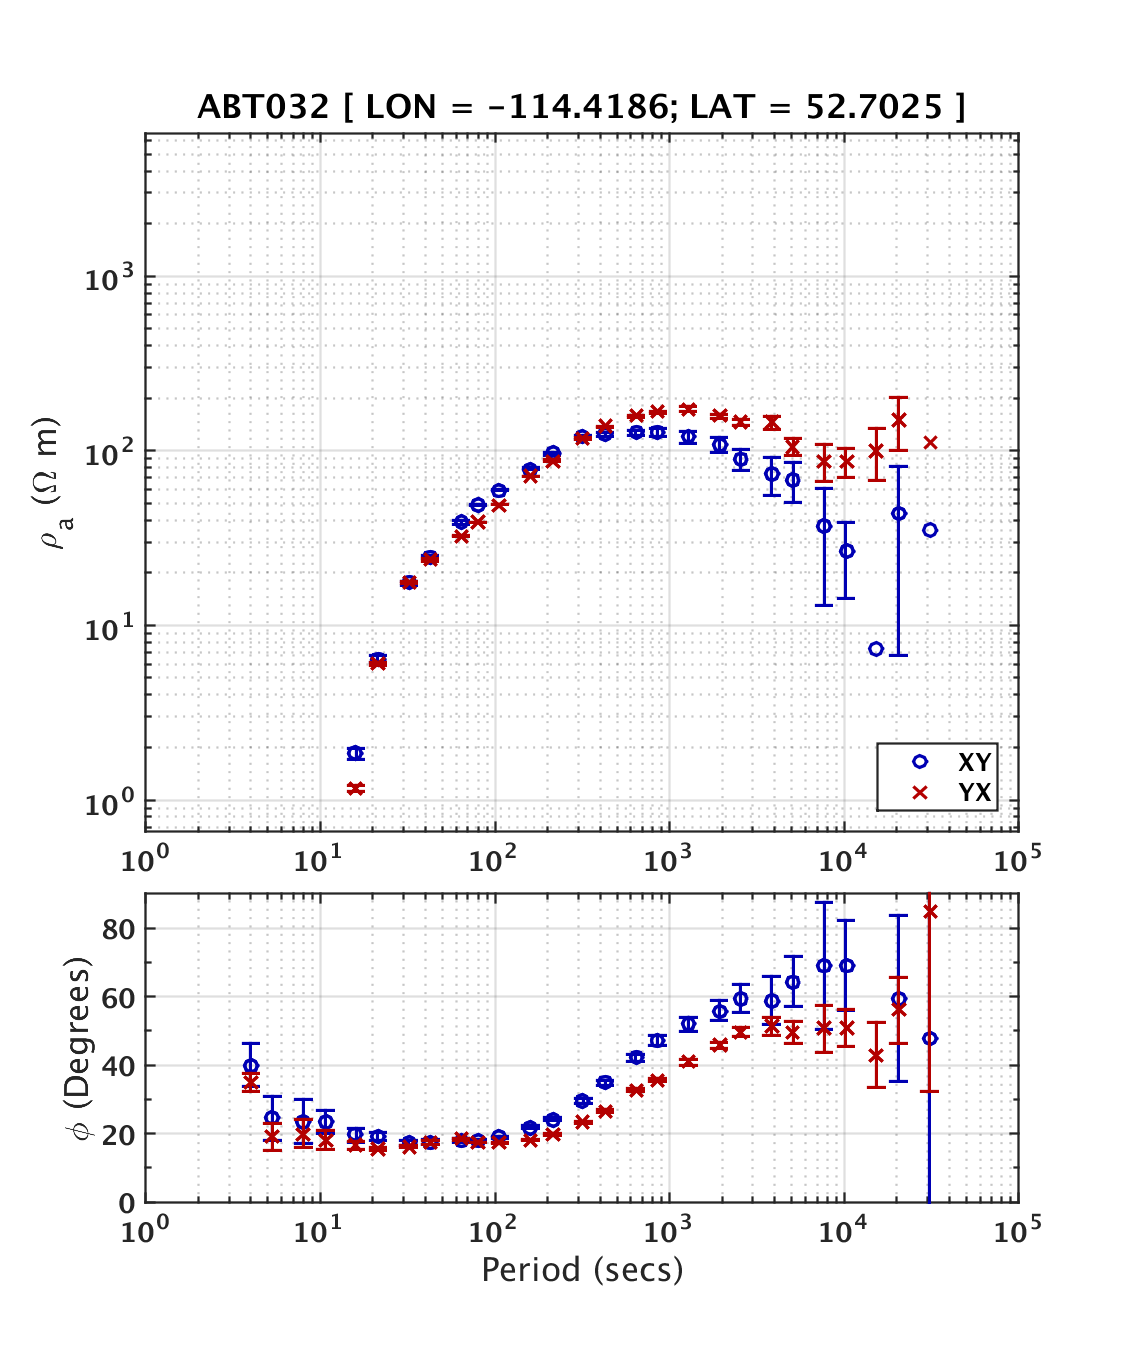 ABT032 [ LON = -114.4186; LAT = 52.7025 ]
10³
10²
10¹
10⁰
ρa (Ω m)
XY
YX
10⁰ 10¹ 10² 10³ 10⁴ 10⁵
80
60
40
20
0
ϕ (Degrees)
10⁰ 10¹ 10² 10³ 10⁴ 10⁵
Period (secs)